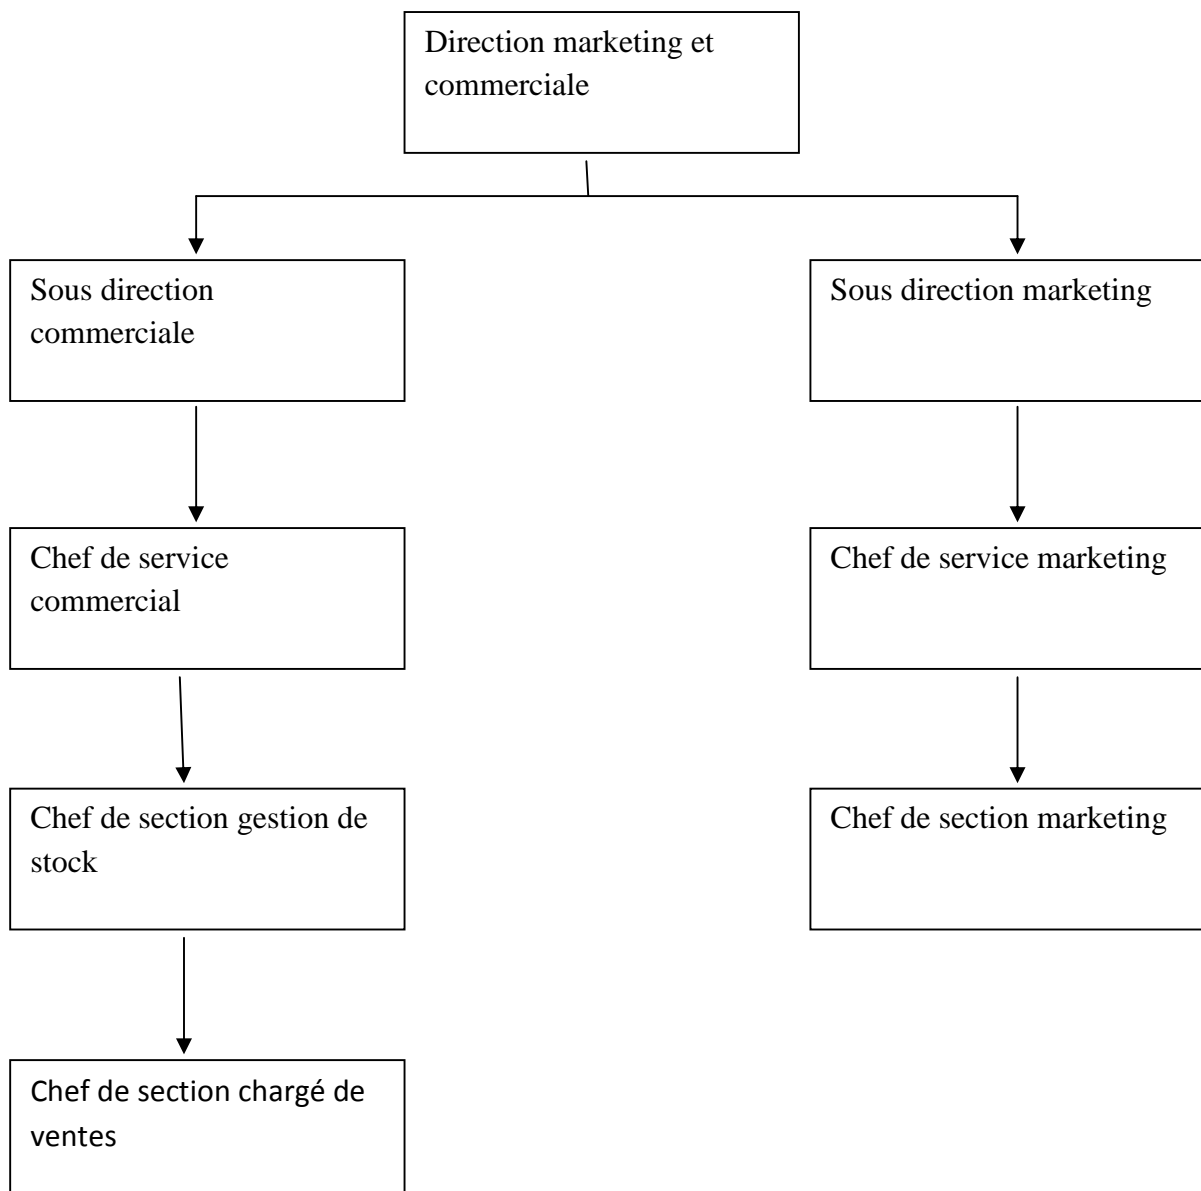 Direction marketing et
commerciale
Sous direction
commerciale
Sous direction marketing
Chef de service
commercial
Chef de service marketing
Chef de section gestion de
stock
Chef de section marketing
Chef de section chargé de
ventes